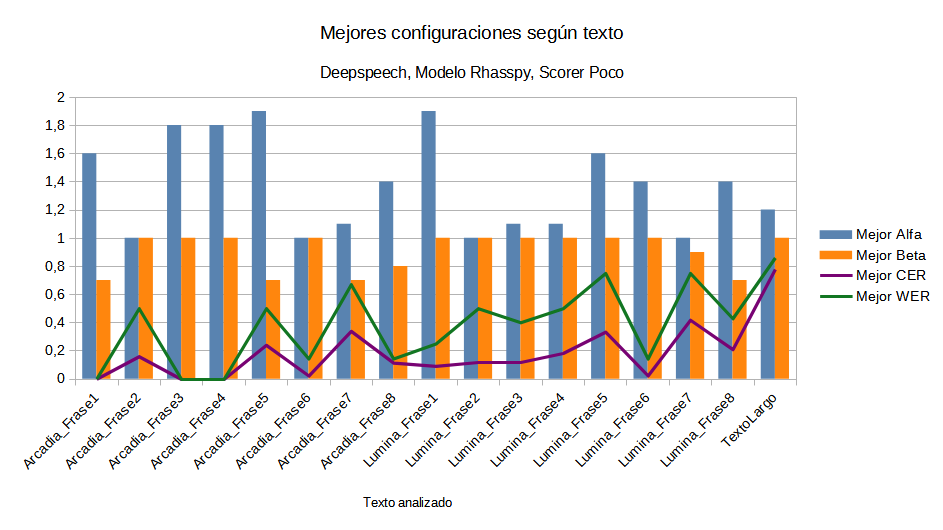 Mejores configuraciones según texto
Deepspeech, Modelo Rhasspy, Scorer Poco
2
1,8
1,6
1,4
1,2
1
0,8
0,6
0,4
0,2
0
Arcadia_Frase1
Arcadia_Frase2
Arcadia_Frase3
Arcadia_Frase4
Arcadia_Frase5
Arcadia_Frase6
Arcadia_Frase7
Arcadia_Frase8
Lumina_Frase1
Lumina_Frase2
Lumina_Frase3
Lumina_Frase4
Lumina_Frase5
Lumina_Frase6
Lumina_Frase7
Lumina_Frase8
TextoLargo
Texto analizado
Mejor Alfa
Mejor Beta
Mejor CER
Mejor WER